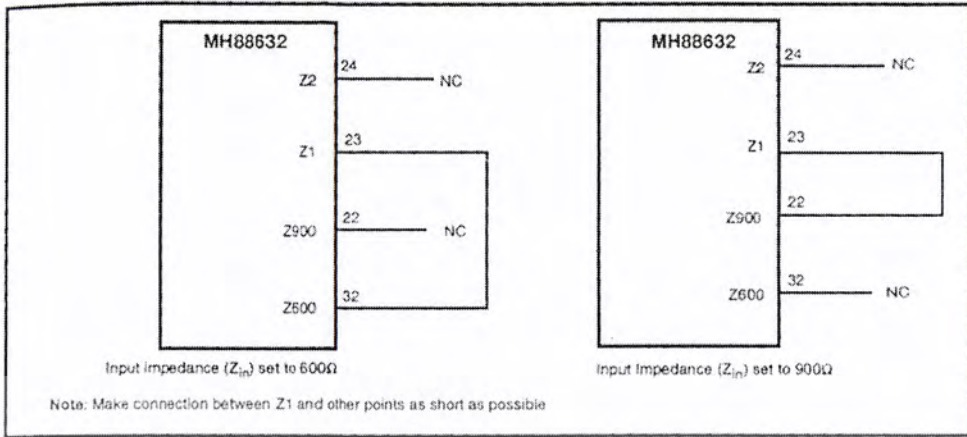 MH88632
Z2
24
NC
Z1
23
Z900
22
NC
Z600
32
Input Impedance (Zin) set to 600Ω
MH88632
Z2
24
NC
Z1
23
Z900
22
Z600
32
NC
Input Impedance (Zin) set to 900Ω
Note: Make connection between Z1 and other points as short as possible